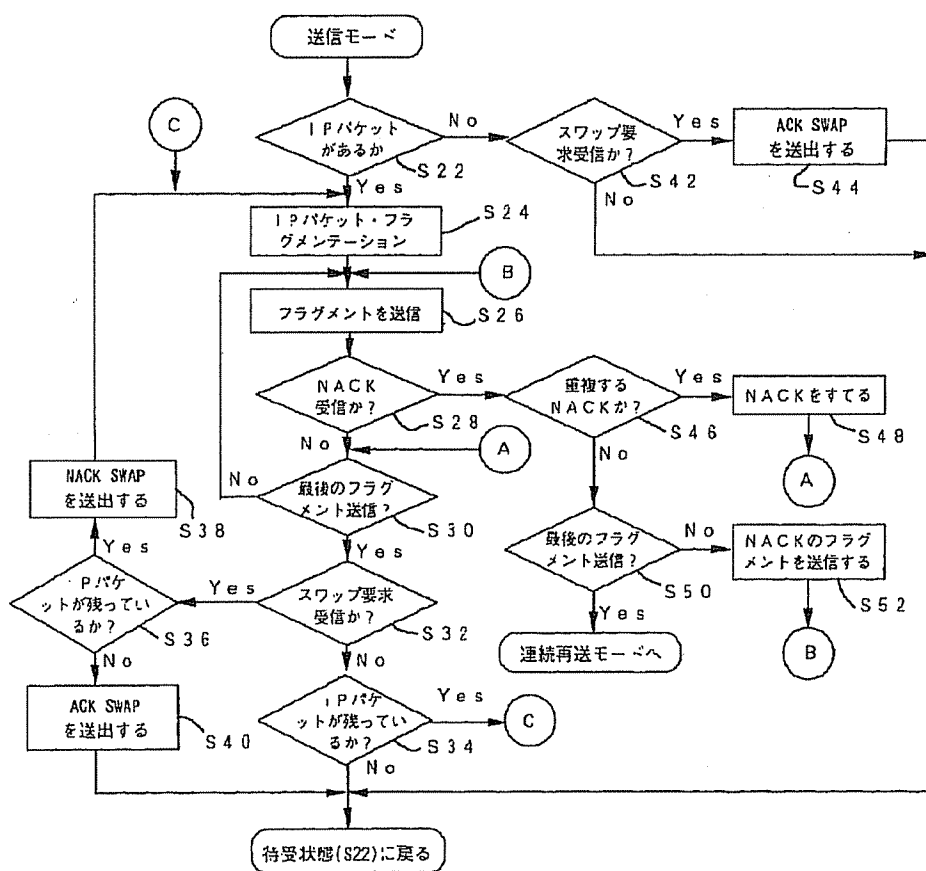 送信モード
C
IPパケット
があるか
No
S22
Yes
スワップ要
求受信か?
Yes
S42
No
ACK SWAP
を送出する
S44
IPパケット・フラ
グメンテーション
S24
B
フラグメントを送信
S26
NACK
受信か?
Yes
S28
No
A
重複する
NACKか?
Yes
S46
No
NACKをすてる
S48
A
No
最後のフラグ
メント送信?
S30
Yes
最後のフラグ
メント送信?
No
S50
Yes
NACKのフラグ
メントを送信する
S52
B
連続再送モードへ
NACK SWAP
を送出する
S38
Yes
Pパケ
ットが残ってい
るか?
S36
No
Yes
スワップ要求
受信か?
S32
No
ACK SWAP
を送出する
S40
IPパケ
ットが残ってい
るか?
Yes
S34
No
C
待受状態(S22)に戻る